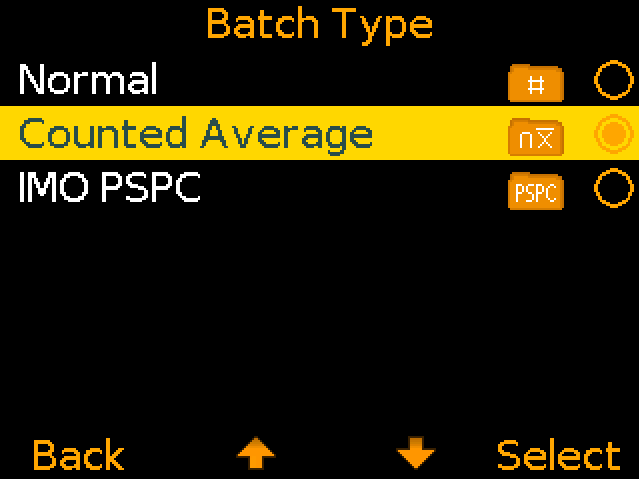 Batch Type
Normal #
Counted Average nx̅
IMO PSPC PSPC
Back Select